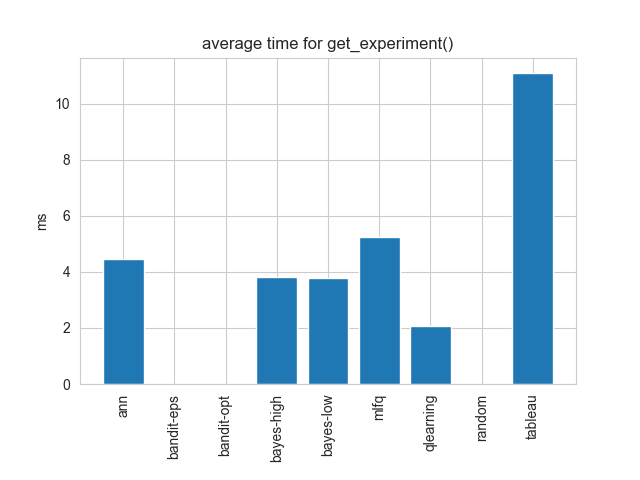 average time for get_experiment()
ms
10
8
6
4
2
0
ann
bandit-eps
bandit-opt
bayes-high
bayes-low
mlfq
qlearning
random
tableau